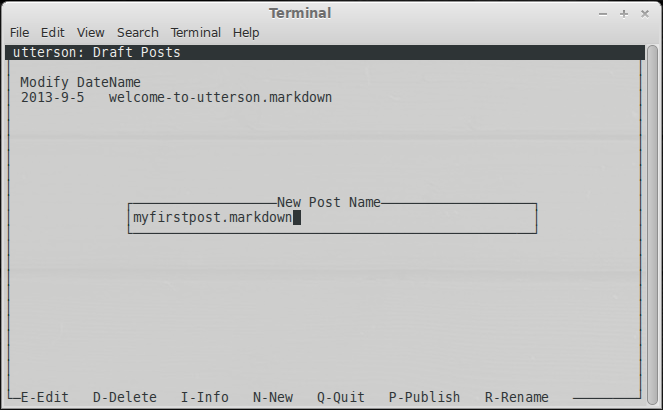 Terminal
File Edit View Search Terminal Help
utterson: Draft Posts
Modify DateName
2013-9-5 welcome-to-utterson.markdown
New Post Name
myfirstpost.markdown
E-Edit D-Delete I-Info N-New Q-Quit P-Publish R-Rename